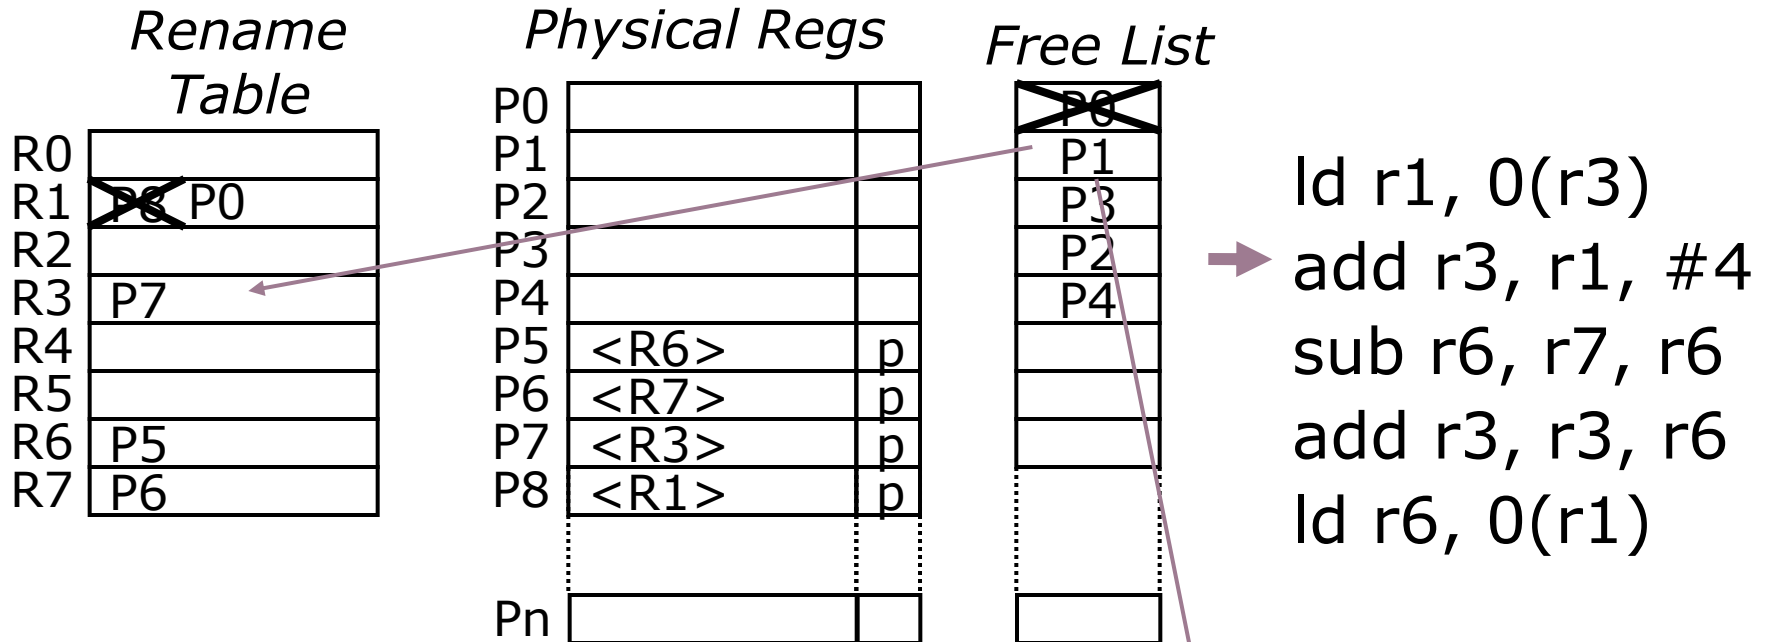 Rename
Table
R0
R1 P8 P0
R2
R3 P7
R4
R5
R6 P5
R7 P6
Physical Regs
P0
P1
P2
P3
P4
P5 <R6> p
P6 <R7> p
P7 <R3> p
P8 <R1> p
Pn
Free List
P0
P1
P3
P2
P4
ld r1, 0(r3)
add r3, r1, #4
sub r6, r7, r6
add r3, r3, r6
ld r6, 0(r1)